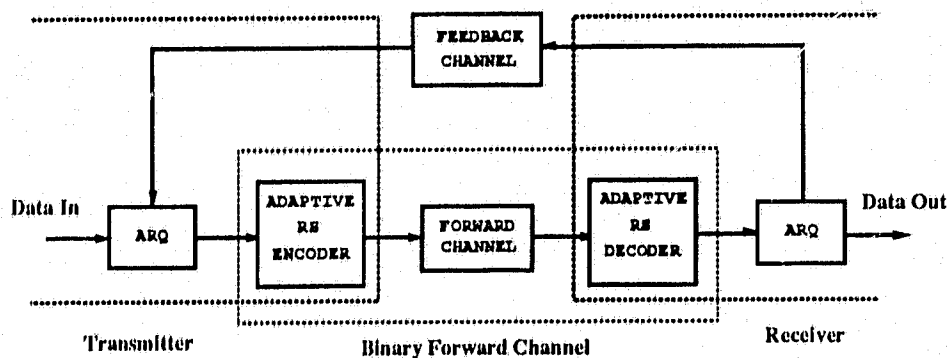 FEEDBACK
CHANNEL
Data In
ARQ
ADAPTIVE
RS
ENCODER
FORWARD
CHANNEL
ADAPTIVE
RS
DECODER
ARQ
Data Out
Transmitter
Binary Forward Channel
Receiver